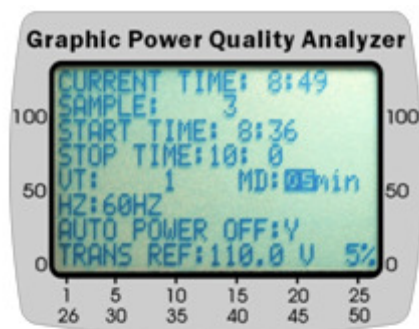 Graphic Power Quality Analyzer
CURRENT TIME: 8:49
SAMPLE: 3
START TIME: 8:36
STOP TIME:10: 0
VT: 1 MD:05min
HZ:60HZ
AUTO POWER OFF:Y
TRANS REF:110.0 V 5%
100
50
0
100
50
0
1 5 10 15 20 25
26 30 35 40 45 50